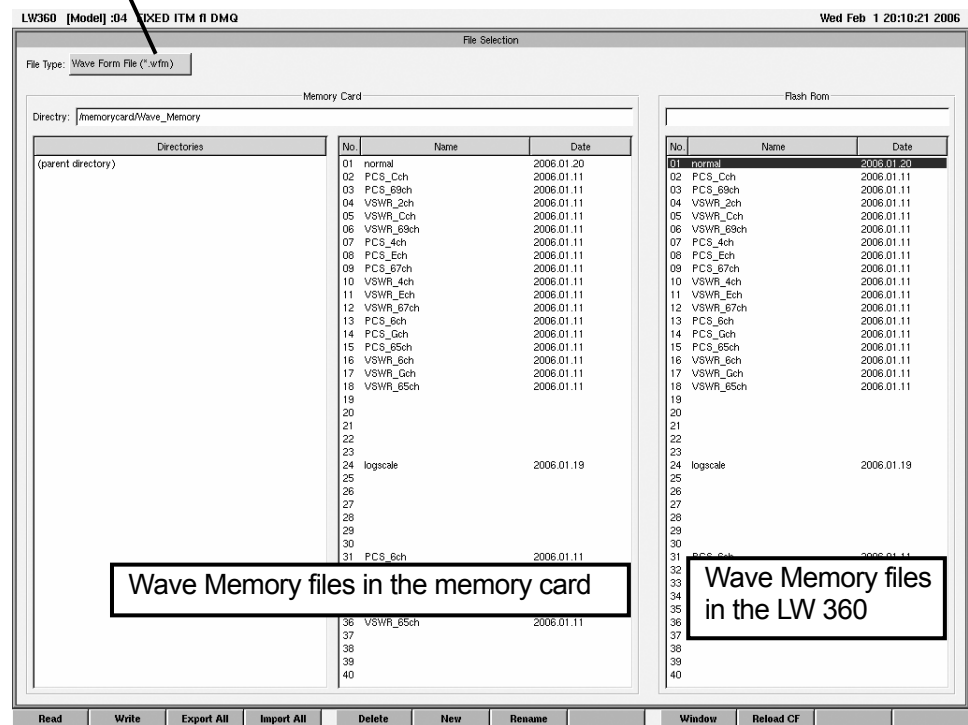 LW360 [Model] :04 FIXED ITM fl DMQ Wed Feb 1 20:10:21 2006
File Selection
File Type: Wave Form File (*.wfm)
Memory Card
Directry: /memorycard/Wave_Memory
Directories
(parent directory)
No. Name Date
01 normal 2006.01.20
02 PCS_Cch 2006.01.11
03 PCS_69ch 2006.01.11
04 VSWR_2ch 2006.01.11
05 VSWR_Cch 2006.01.11
06 VSWR_69ch 2006.01.11
07 PCS_4ch 2006.01.11
08 PCS_Ech 2006.01.11
09 PCS_67ch 2006.01.11
10 VSWR_4ch 2006.01.11
11 VSWR_Ech 2006.01.11
12 VSWR_67ch 2006.01.11
13 PCS_6ch 2006.01.11
14 PCS_Gch 2006.01.11
15 PCS_65ch 2006.01.11
16 VSWR_6ch 2006.01.11
17 VSWR_Gch 2006.01.11
18 VSWR_65ch 2006.01.11
19
20
21
22
23
24 logscale 2006.01.19
25
26
27
28
29
30
31 PCS_6ch 2006.01.11
Wave Memory files in the memory card
36 VSWR_65ch 2006.01.11
37
38
39
40
Flash Rom
No. Name Date
01 normal 2006.01.20
02 PCS_Cch 2006.01.11
03 PCS_69ch 2006.01.11
04 VSWR_2ch 2006.01.11
05 VSWR_Cch 2006.01.11
06 VSWR_69ch 2006.01.11
07 PCS_4ch 2006.01.11
08 PCS_Ech 2006.01.11
09 PCS_67ch 2006.01.11
10 VSWR_4ch 2006.01.11
11 VSWR_Ech 2006.01.11
12 VSWR_67ch 2006.01.11
13 PCS_6ch 2006.01.11
14 PCS_Gch 2006.01.11
15 PCS_65ch 2006.01.11
16 VSWR_6ch 2006.01.11
17 VSWR_Gch 2006.01.11
18 VSWR_65ch 2006.01.11
19
20
21
22
23
24 logscale 2006.01.19
25
26
27
28
29
30
31 PCS_6ch 2006.01.11
32
33
34
35
36
37
38
39
40
Wave Memory files
in the LW 360
Read Write Export All Import All Delete New Rename Window Reload CF